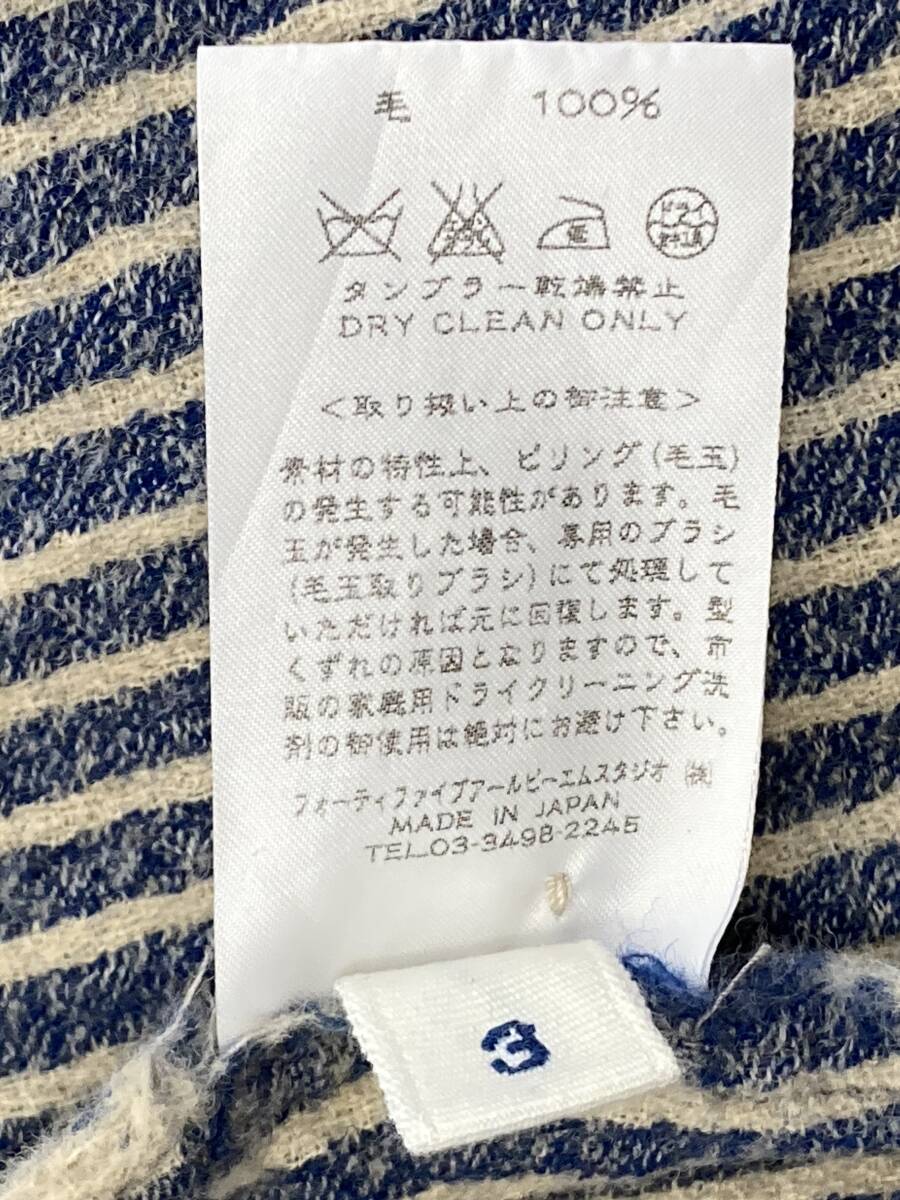 毛 100%
タンブラー乾燥禁止
DRY CLEAN ONLY
<取り扱い上の御注意>
素材の特性上、ピリング(毛玉)
の発生する可能性があります。毛
玉が発生した場合、専用のブラシ
(毛玉取りブラシ)にて処理して
いただければ元に回復します。型
くずれの原因となりますので、市
販の家庭用ドライクリーニング洗
剤の御使用は絶対にお避け下さい。
フォーティファイブアールピーエムスタジオ ㈱
MADE IN JAPAN
TEL.03-3498-2245
3